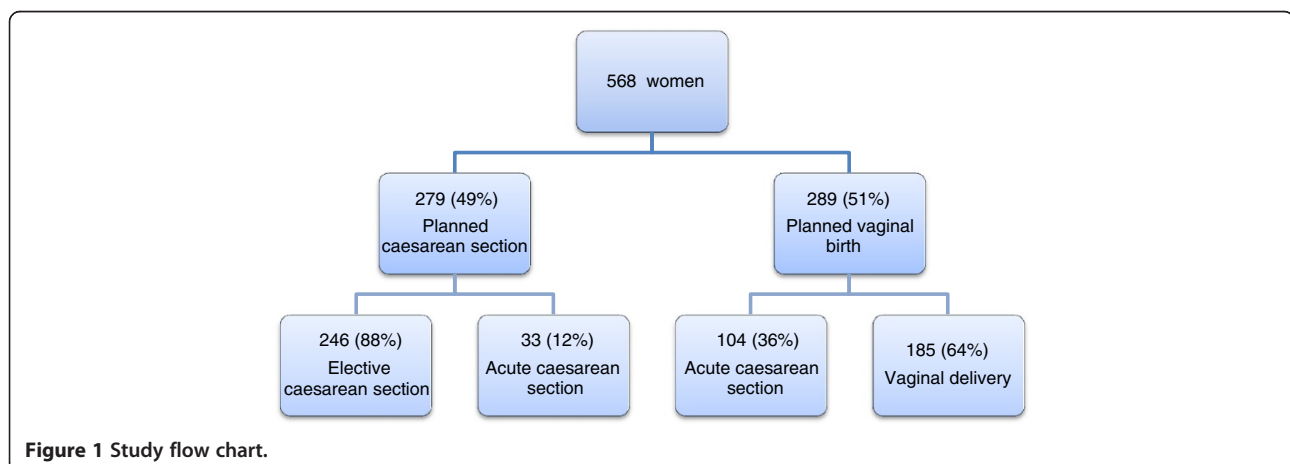 568 women
279 (49%)
Planned
caesarean section
289 (51%)
Planned vaginal
birth
246 (88%)
Elective
caesarean section
33 (12%)
Acute caesarean
section
104 (36%)
Acute caesarean
section
185 (64%)
Vaginal delivery
Figure 1 Study flow chart.